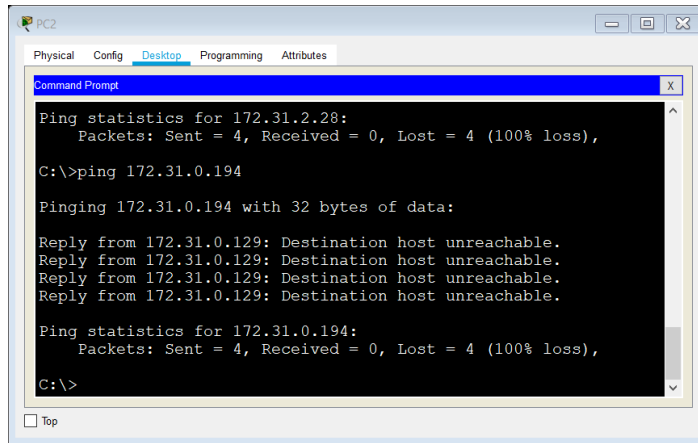 PC2
Physical Config Desktop Programming Attributes
Command Prompt X
Ping statistics for 172.31.2.28:
Packets: Sent = 4, Received = 0, Lost = 4 (100% loss),
C:\>ping 172.31.0.194
Pinging 172.31.0.194 with 32 bytes of data:
Reply from 172.31.0.129: Destination host unreachable.
Reply from 172.31.0.129: Destination host unreachable.
Reply from 172.31.0.129: Destination host unreachable.
Reply from 172.31.0.129: Destination host unreachable.
Ping statistics for 172.31.0.194:
Packets: Sent = 4, Received = 0, Lost = 4 (100% loss),
C:\>
Top